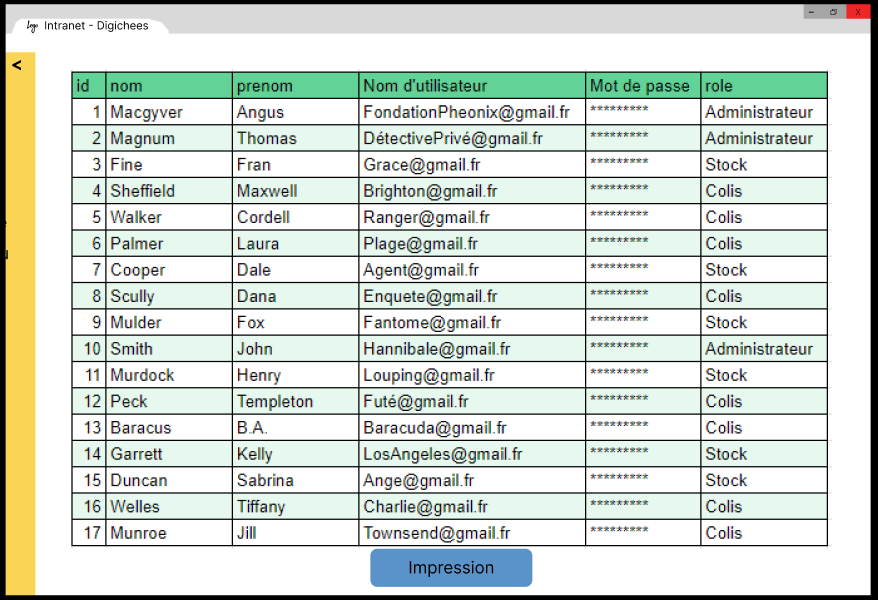 Logo Intranet - Digichees
– X
<
id nom prenom Nom d'utilisateur Mot de passe role
1 Macgyver Angus FondationPheonix@gmail.fr ********* Administrateur
2 Magnum Thomas DétectivePrivé@gmail.fr ********* Administrateur
3 Fine Fran Grace@gmail.fr ********* Stock
4 Sheffield Maxwell Brighton@gmail.fr ********* Colis
5 Walker Cordell Ranger@gmail.fr ********* Colis
6 Palmer Laura Plage@gmail.fr ********* Colis
7 Cooper Dale Agent@gmail.fr ********* Stock
8 Scully Dana Enquete@gmail.fr ********* Colis
9 Mulder Fox Fantome@gmail.fr ********* Stock
10 Smith John Hannibale@gmail.fr ********* Administrateur
11 Murdock Henry Louping@gmail.fr ********* Stock
12 Peck Templeton Futé@gmail.fr ********* Colis
13 Baracus B.A. Baracuda@gmail.fr ********* Colis
14 Garrett Kelly LosAngeles@gmail.fr ********* Stock
15 Duncan Sabrina Ange@gmail.fr ********* Stock
16 Welles Tiffany Charlie@gmail.fr ********* Colis
17 Munroe Jill Townsend@gmail.fr ********* Colis
Impression